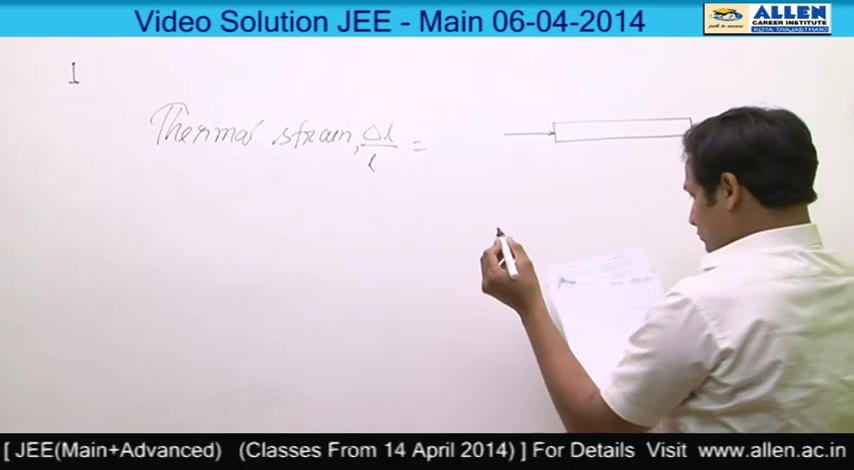 Video Solution JEE - Main 06-04-2014
ALLEN
CAREER INSTITUTE
KOTA (RAJASTHAN)
1
Thermal strain, Δl/l =
[ JEE(Main+Advanced) (Classes From 14 April 2014) ] For Details Visit www.allen.ac.in